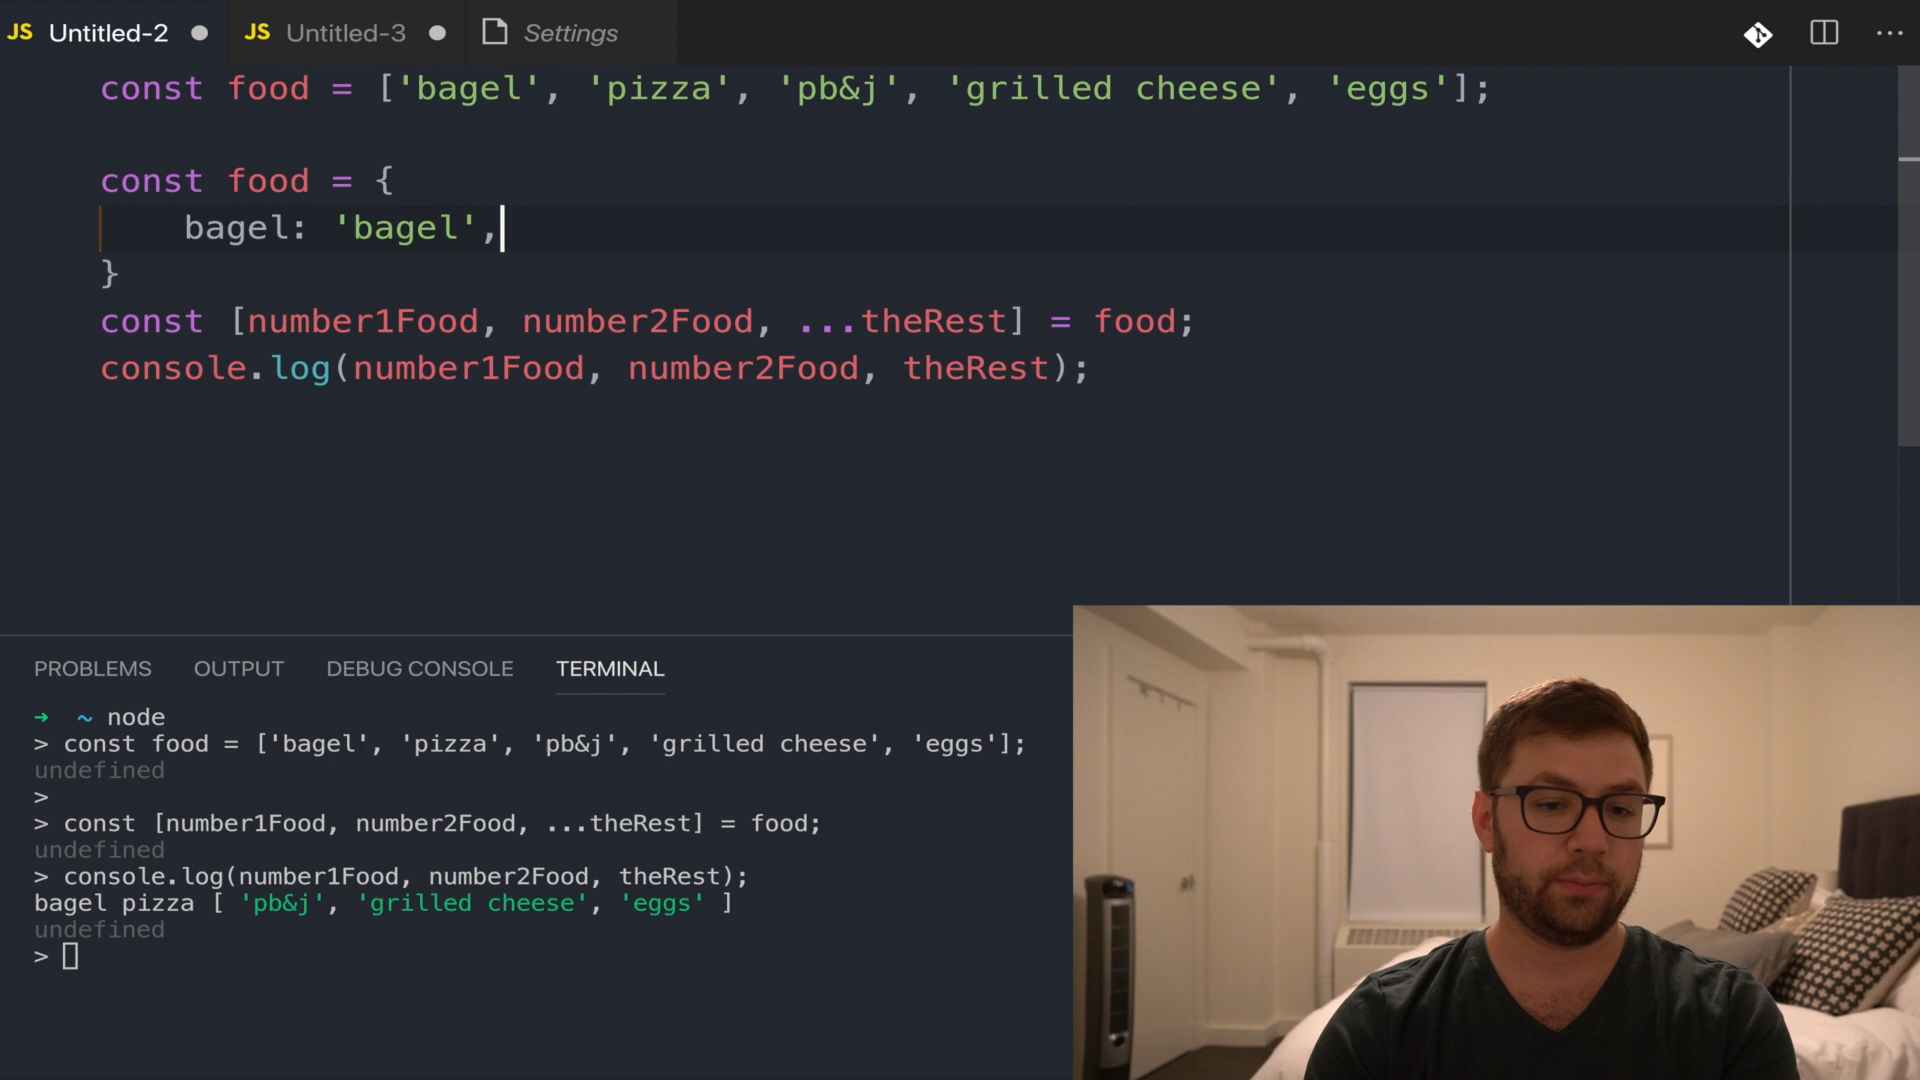 JS Untitled-2 JS Untitled-3 Settings
const food = ['bagel', 'pizza', 'pb&j', 'grilled cheese', 'eggs'];
const food = {
bagel: 'bagel',
}
const [number1Food, number2Food, ...theRest] = food;
console.log(number1Food, number2Food, theRest);
PROBLEMS OUTPUT DEBUG CONSOLE TERMINAL
➜ ~ node
> const food = ['bagel', 'pizza', 'pb&j', 'grilled cheese', 'eggs'];
undefined
>
> const [number1Food, number2Food, ...theRest] = food;
undefined
> console.log(number1Food, number2Food, theRest);
bagel pizza [ 'pb&j', 'grilled cheese', 'eggs' ]
undefined
>